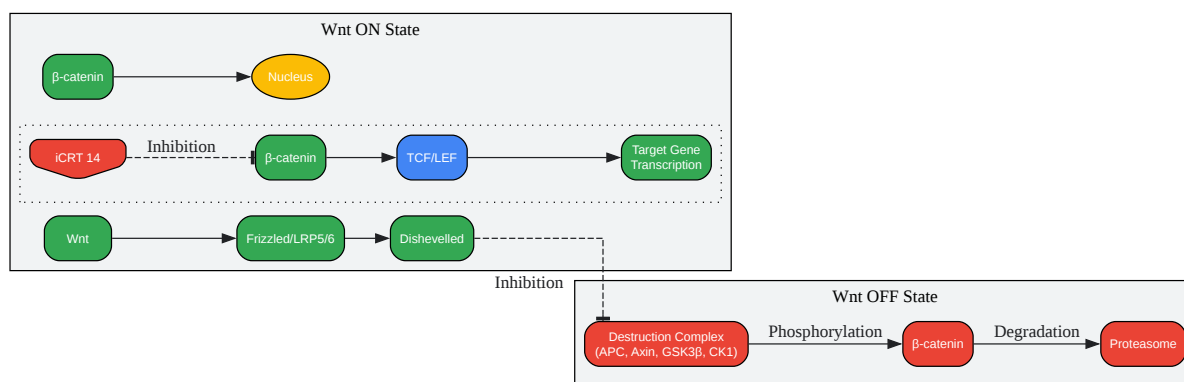 Wnt ON State
β-catenin
Nucleus
iCRT 14
Inhibition
β-catenin
TCF/LEF
Target Gene
Transcription
Wnt
Frizzled/LRP5/6
Dishevelled
Inhibition
Wnt OFF State
Destruction Complex
(APC, Axin, GSK3β, CK1)
Phosphorylation
β-catenin
Degradation
Proteasome